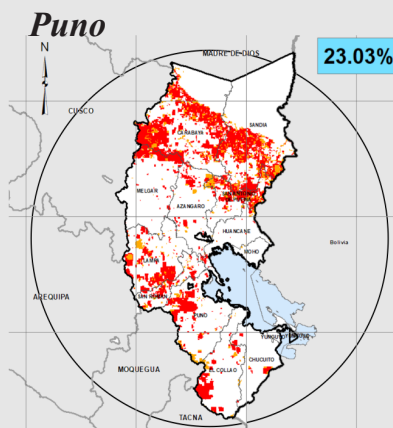 Puno
MADRE DE DIOS
N
23.03%
CUSCO
SANDIA
CARABAYA
MELGAR
AZANGARO
HUANCANE
MOHO
Bolivia
LAMPA
AREQUIPA
SAN ROMAN
PUNO
CHUCUITO
EL COLLAO
MOQUEGUA
TACNA